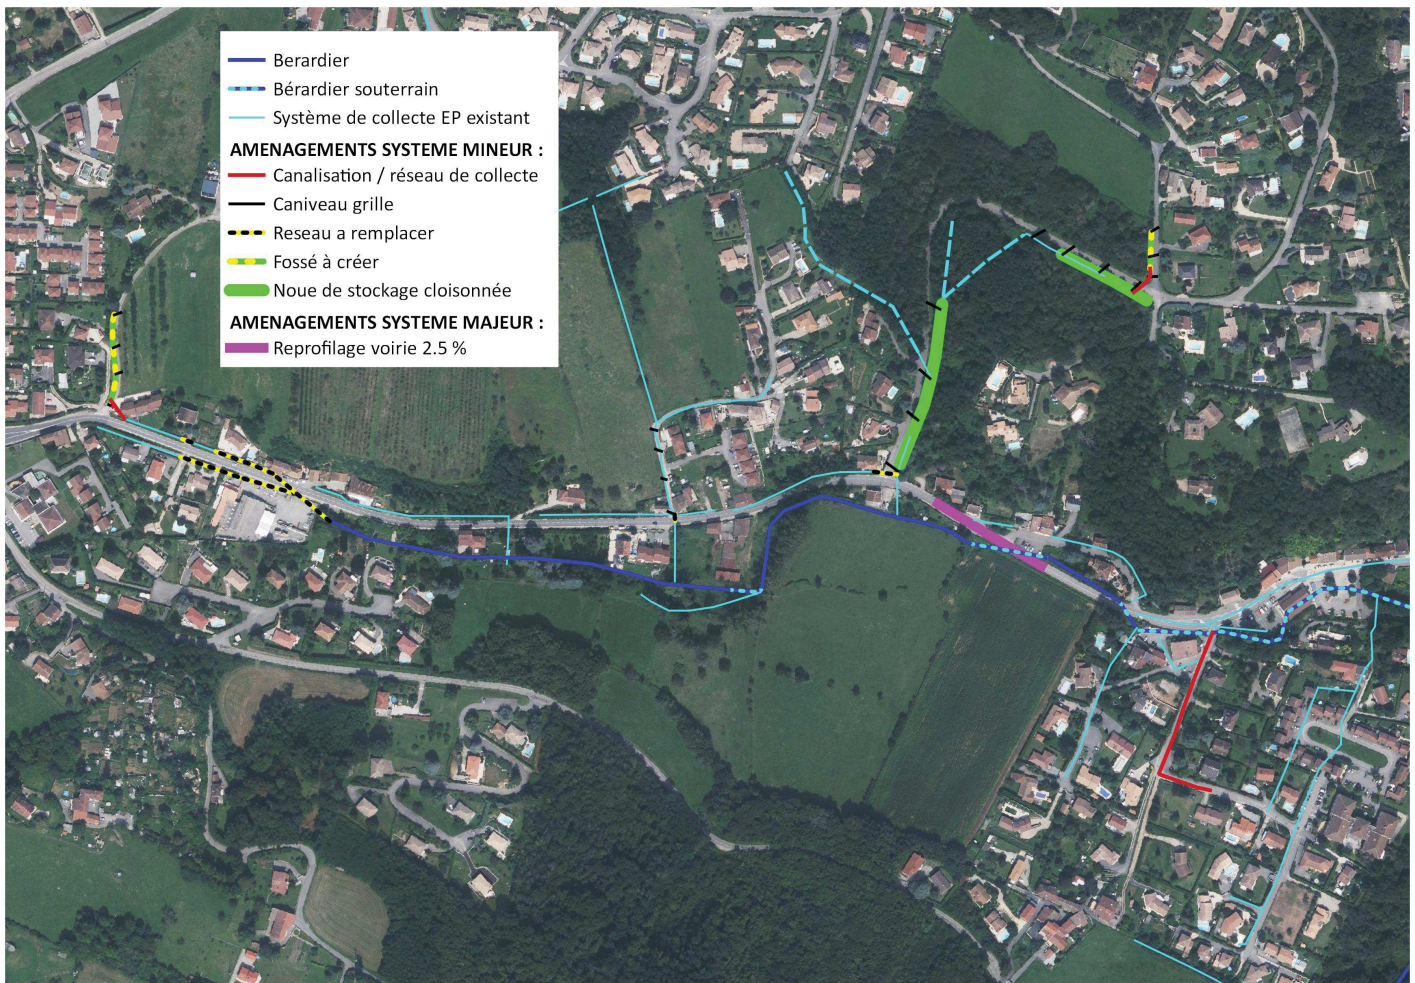 Berardier
Bérardier souterrain
Système de collecte EP existant
AMENAGEMENTS SYSTEME MINEUR :
Canalisation / réseau de collecte
Caniveau grille
Reseau a remplacer
Fossé à créer
Noue de stockage cloisonnée
AMENAGEMENTS SYSTEME MAJEUR :
Reprofilage voirie 2.5 %